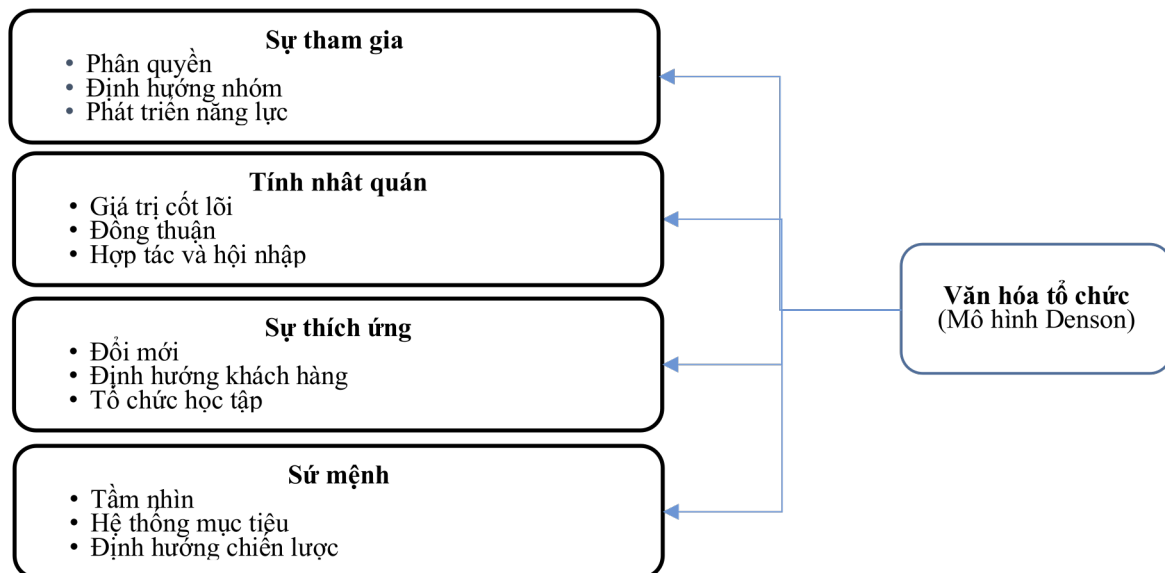 Sự tham gia
• Phân quyền
• Định hướng nhóm
• Phát triển năng lực
Tính nhât quán
• Giá trị cốt lõi
• Đồng thuận
• Hợp tác và hội nhập
Sự thích ứng
• Đổi mới
• Định hướng khách hàng
• Tổ chức học tập
Sứ mệnh
• Tầm nhìn
• Hệ thống mục tiêu
• Định hướng chiến lược
Văn hóa tổ chức
(Mô hình Denson)